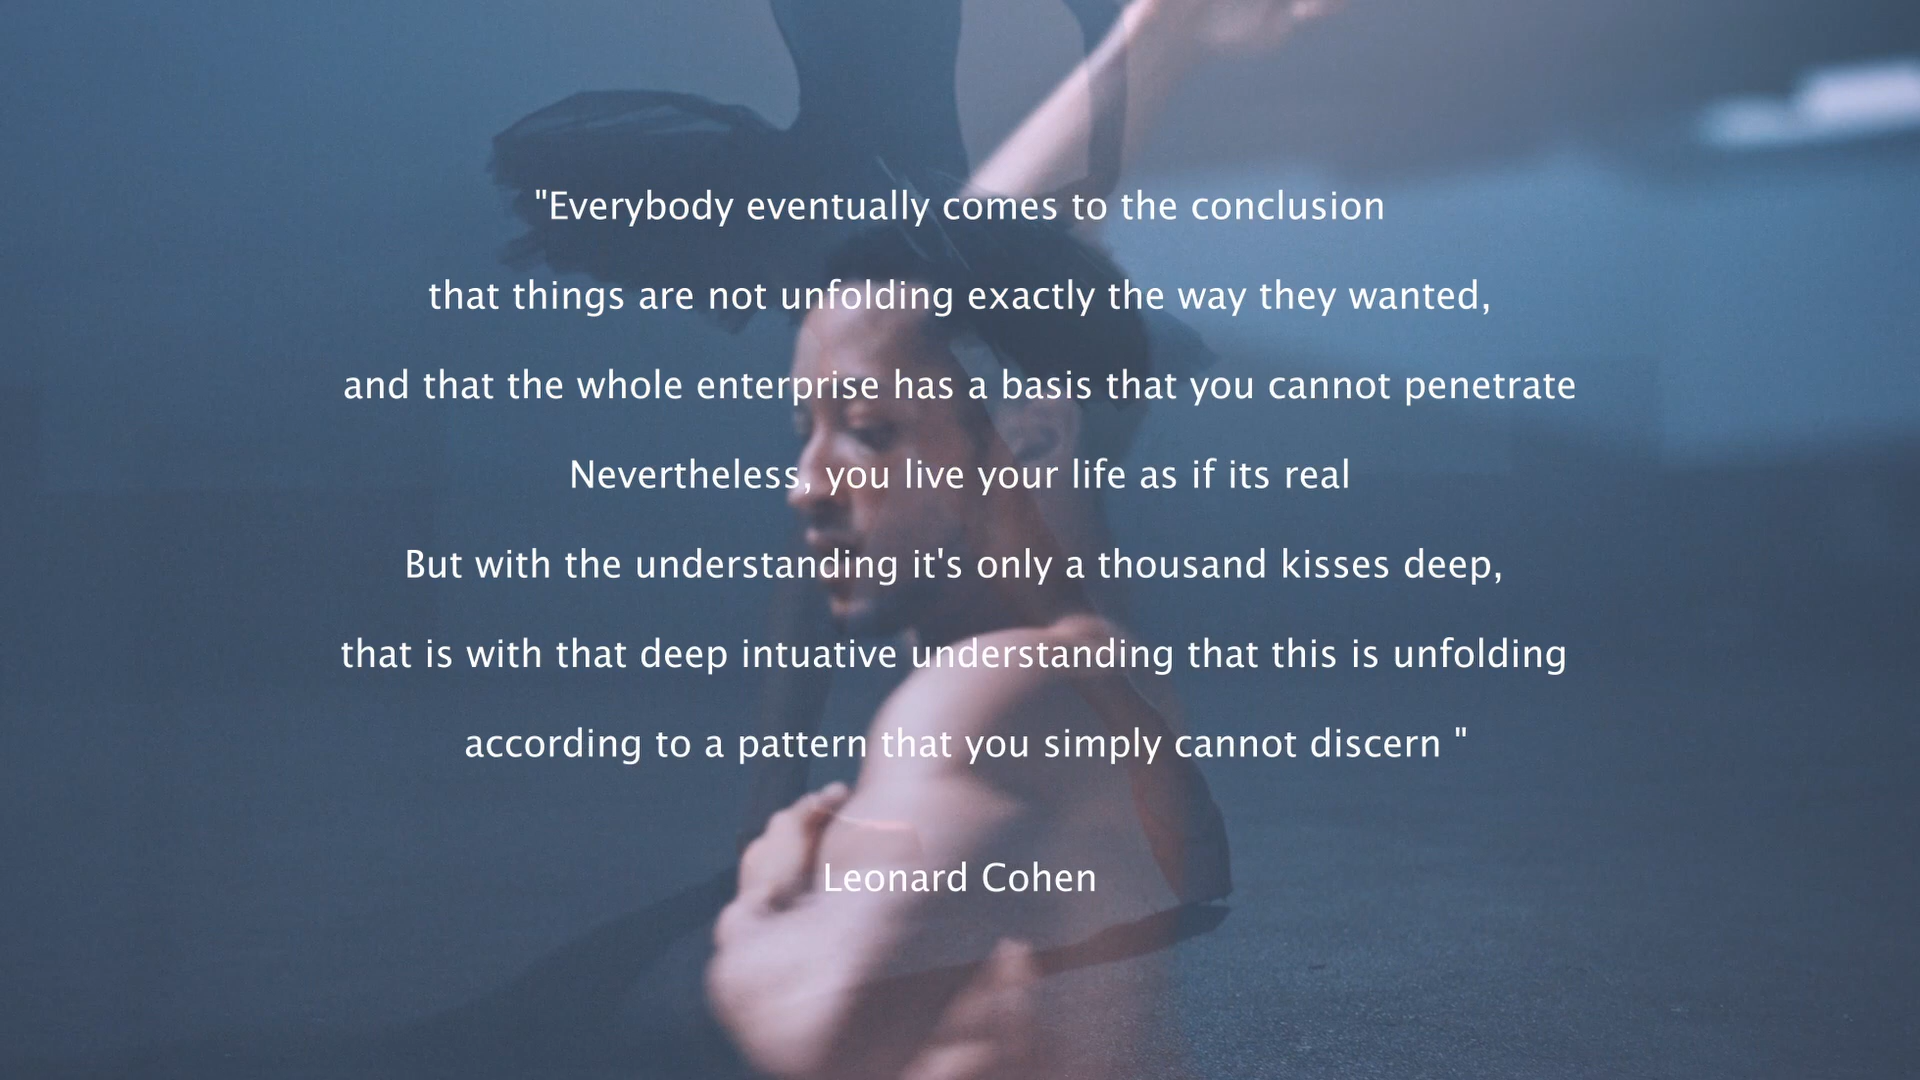 "Everybody eventually comes to the conclusion
that things are not unfolding exactly the way they wanted,
and that the whole enterprise has a basis that you cannot penetrate
Nevertheless, you live your life as if its real
But with the understanding it's only a thousand kisses deep,
that is with that deep intuative understanding that this is unfolding
according to a pattern that you simply cannot discern "
Leonard Cohen